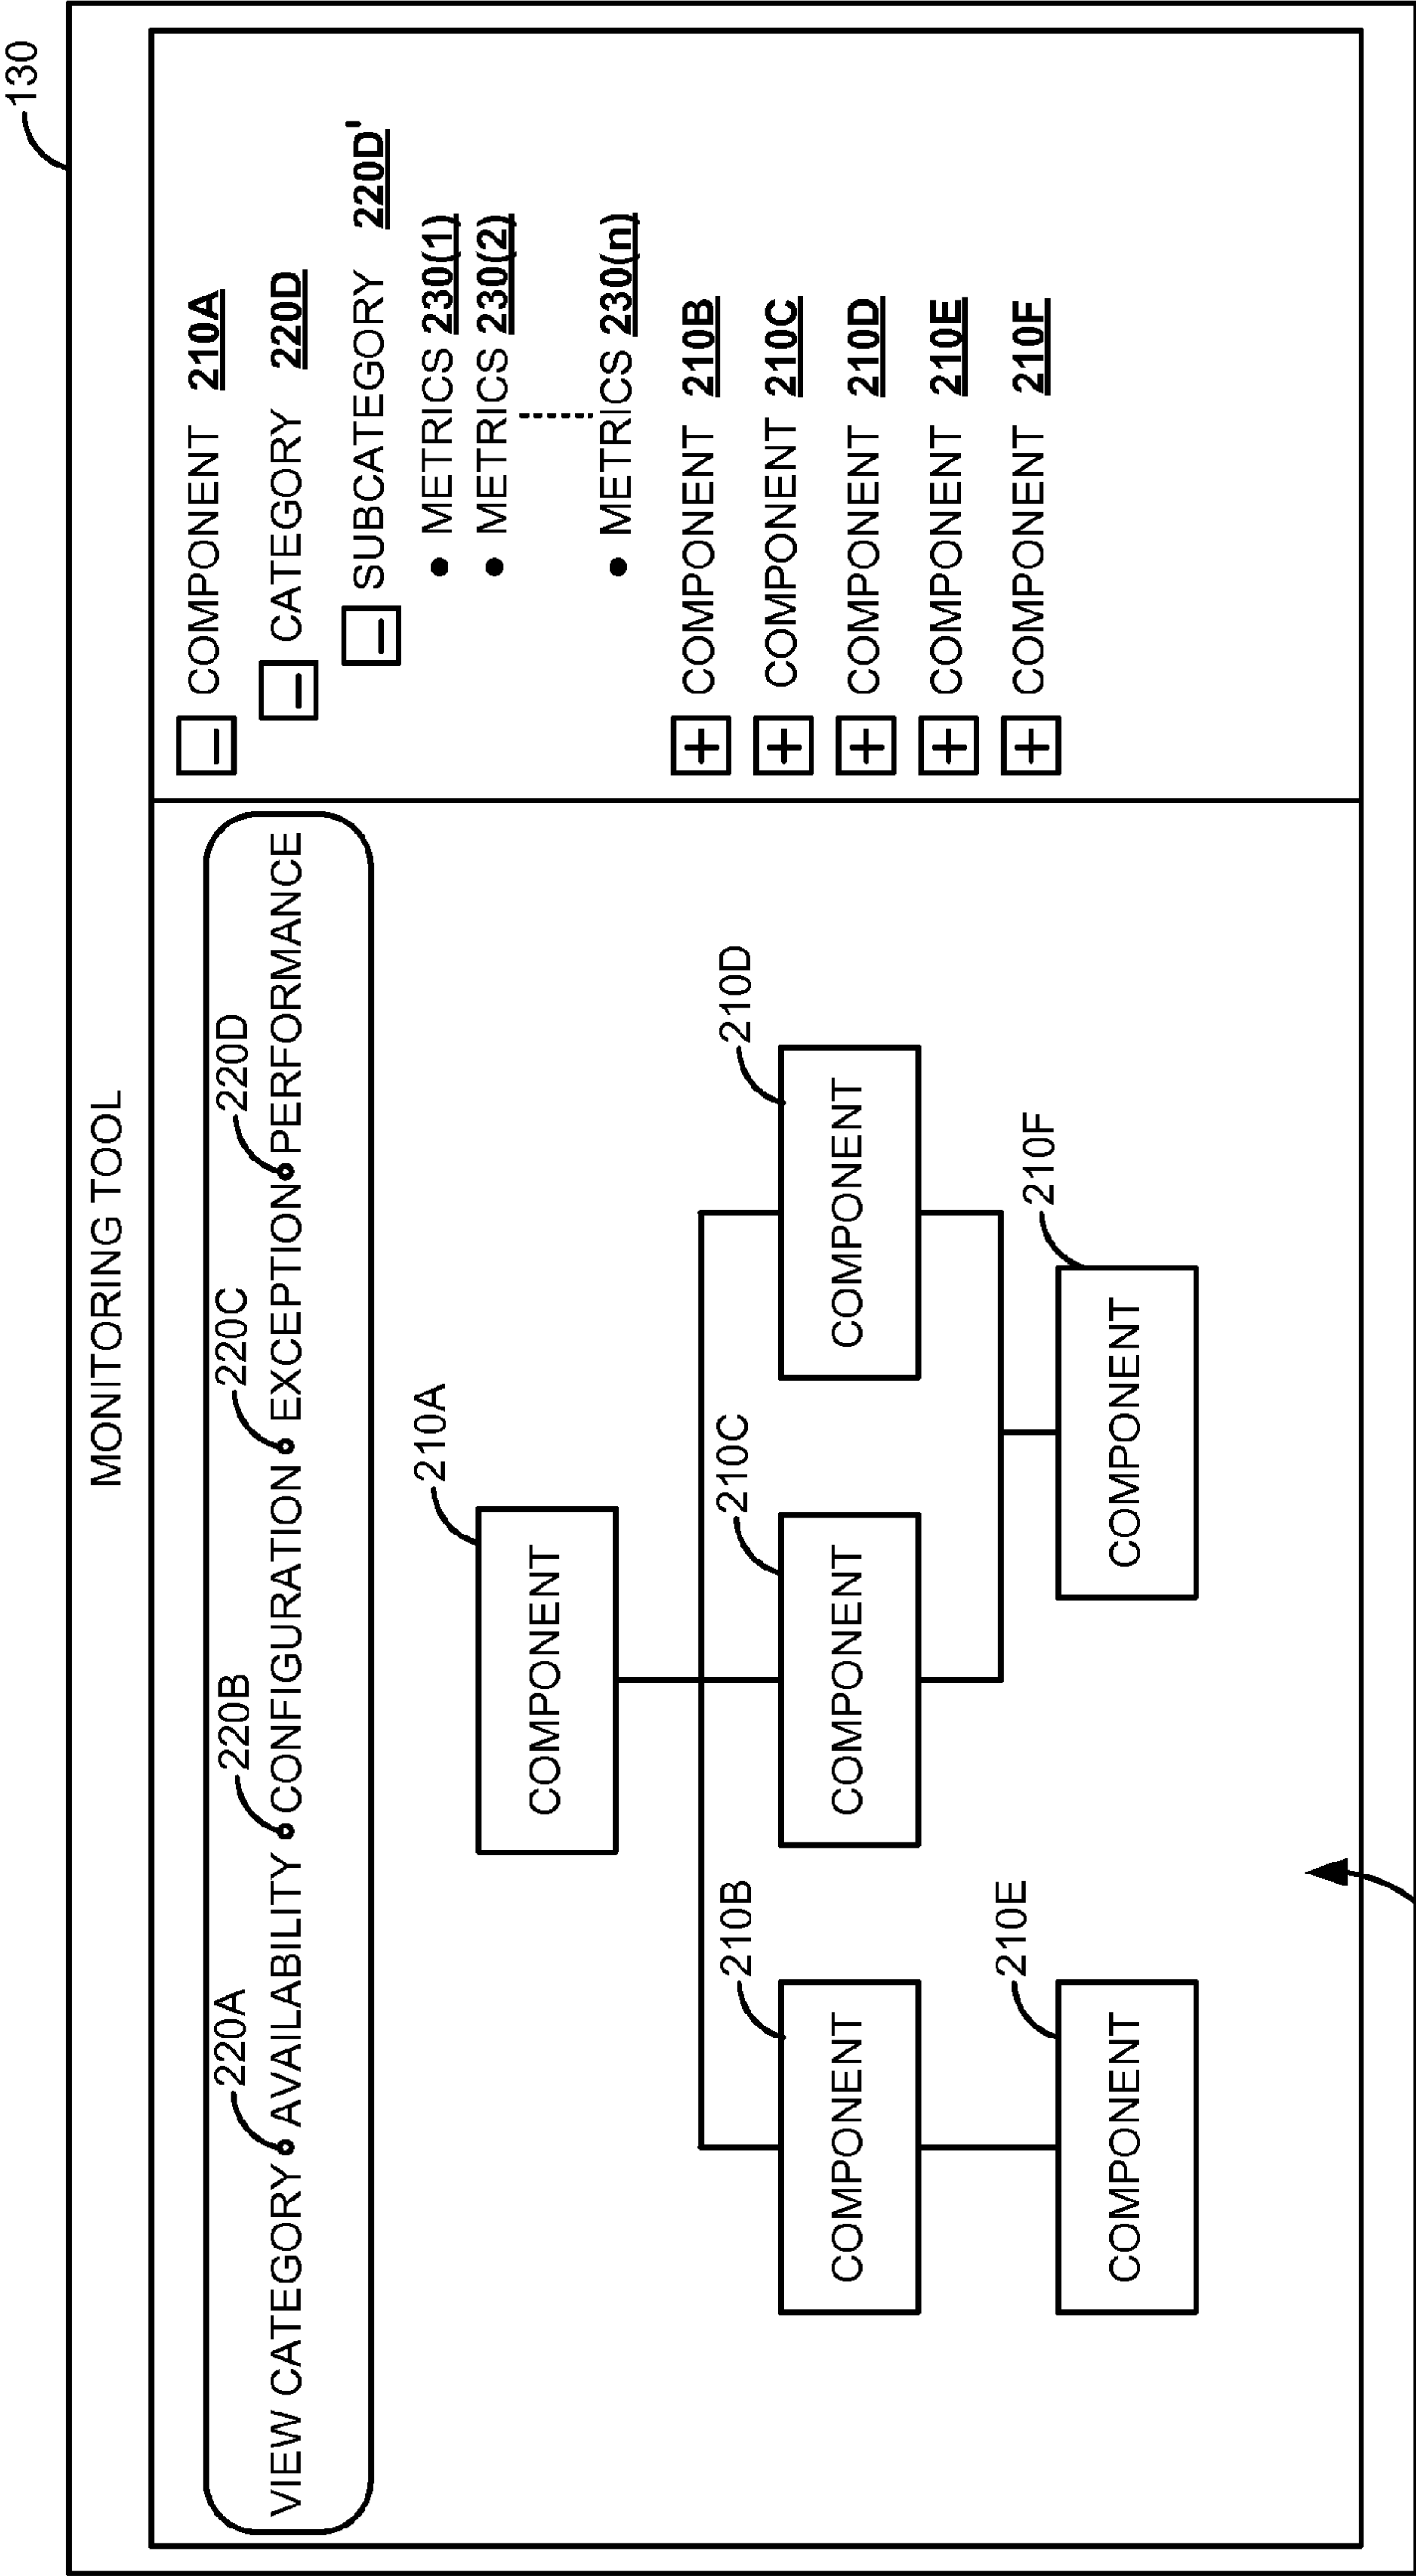 130
MONITORING TOOL
VIEW CATEGORY AVAILABILITY CONFIGURATION EXCEPTION PERFORMANCE
220A
220B
220C
220D
COMPONENT 210A
COMPONENT 210B
COMPONENT 210C
COMPONENT 210D
COMPONENT 210E
COMPONENT 210F
− COMPONENT 210A
− CATEGORY 220D
− SUBCATEGORY 220D'
• METRICS 230(1)
• METRICS 230(2)
• METRICS 230(n)
+ COMPONENT 210B
+ COMPONENT 210C
+ COMPONENT 210D
+ COMPONENT 210E
+ COMPONENT 210F